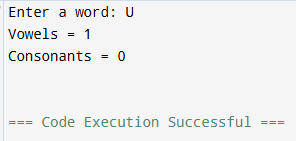 Enter a word: U
Vowels = 1
Consonants = 0
=== Code Execution Successful ===